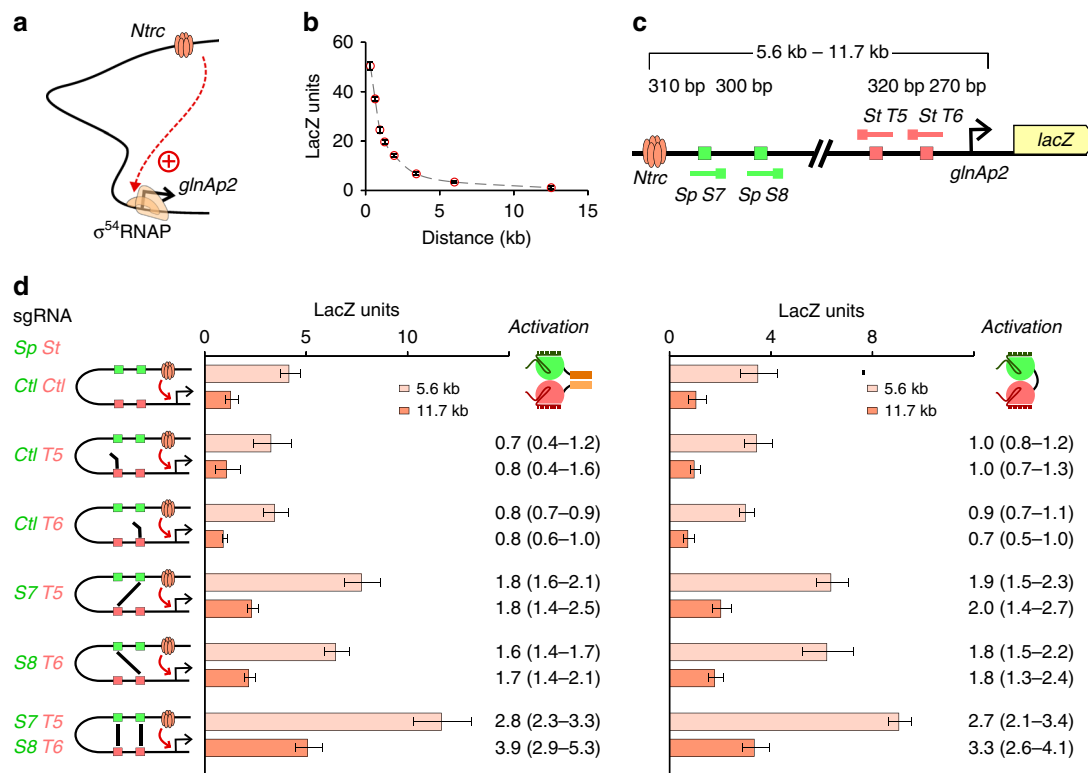 a
Ntrc
glnAp2
σ54RNAP
b
LacZ units
60
40
20
0
0 5 10 15
Distance (kb)
c
5.6 kb – 11.7 kb
310 bp 300 bp 320 bp 270 bp
St T5 St T6
lacZ
Ntrc
glnAp2
Sp S7 Sp S8
d
sgRNA
LacZ units
0 5 10
Activation
LacZ units
0 4 8
Activation
Sp St
Ctl Ctl
5.6 kb
11.7 kb
5.6 kb
11.7 kb
Ctl T5
0.7 (0.4–1.2)
0.8 (0.4–1.6)
1.0 (0.8–1.2)
1.0 (0.7–1.3)
Ctl T6
0.8 (0.7–0.9)
0.8 (0.6–1.0)
0.9 (0.7–1.1)
0.7 (0.5–1.0)
S7 T5
1.8 (1.6–2.1)
1.8 (1.4–2.5)
1.9 (1.5–2.3)
2.0 (1.4–2.7)
S8 T6
1.6 (1.4–1.7)
1.7 (1.4–2.1)
1.8 (1.5–2.2)
1.8 (1.3–2.4)
S7 T5
S8 T6
2.8 (2.3–3.3)
3.9 (2.9–5.3)
2.7 (2.1–3.4)
3.3 (2.6–4.1)